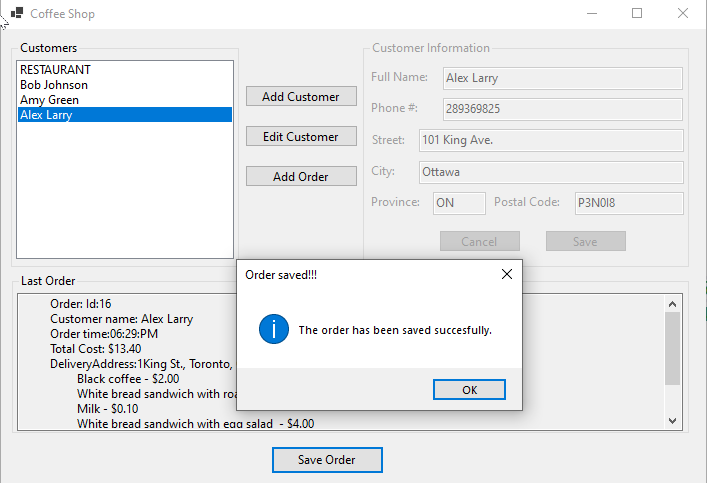 Coffee Shop
Customers
RESTAURANT
Bob Johnson
Amy Green
Alex Larry
Add Customer
Edit Customer
Add Order
Customer Information
Full Name: Alex Larry
Phone #: 289369825
Street: 101 King Ave.
City: Ottawa
Province: ON Postal Code: P3N0I8
Cancel Save
Last Order
Order: Id:16
Customer name: Alex Larry
Order time:06:29:PM
Total Cost: $13.40
DeliveryAddress:1King St., Toronto,
Black coffee - $2.00
White bread sandwich with
Milk - $0.10
White bread sandwich with egg salad - $4.00
Order saved!!!
The order has been saved succesfully.
OK
Save Order